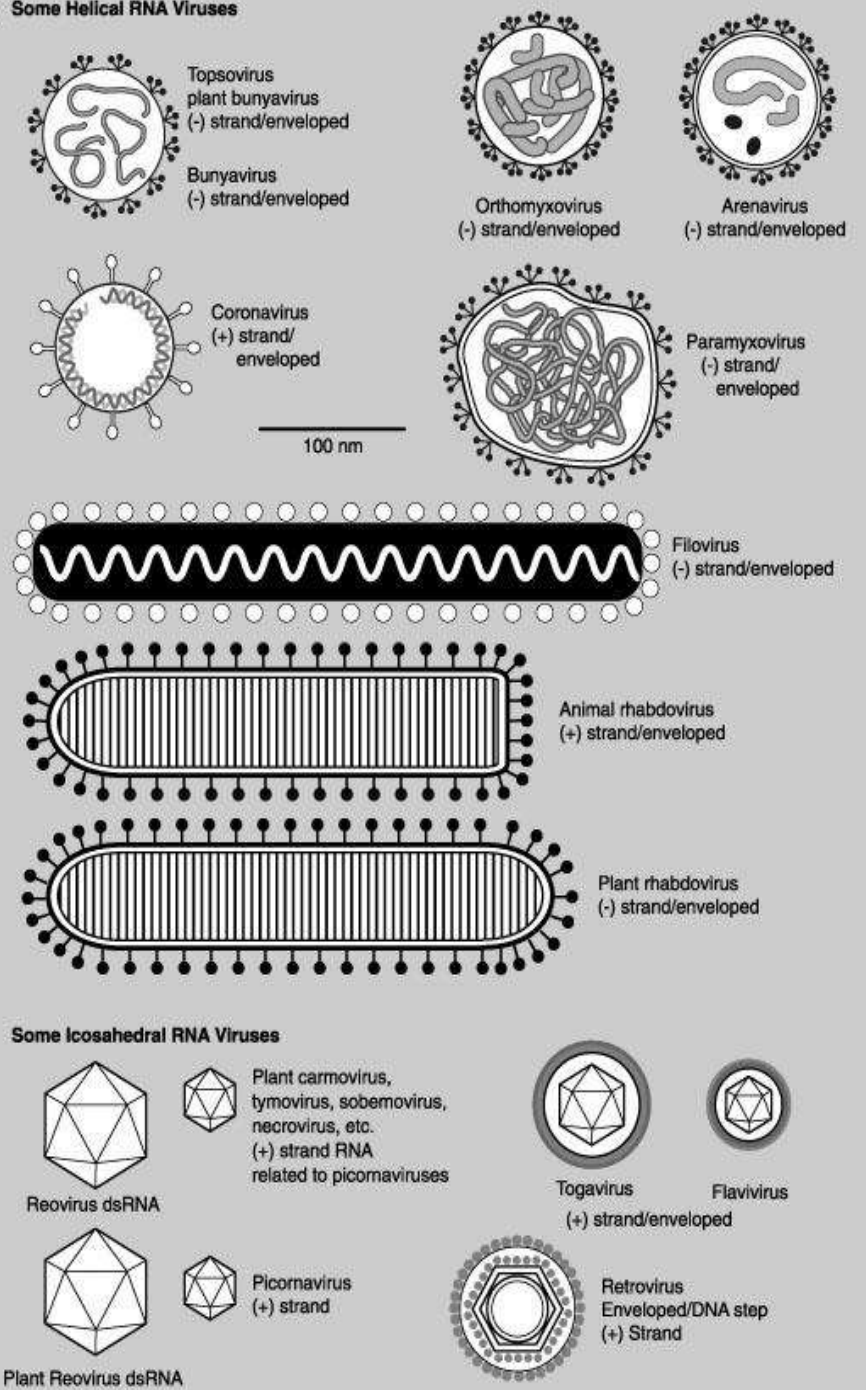 Some Helical RNA Viruses
Topsovirus
plant bunyavirus
(-) strand/enveloped
Bunyavirus
(-) strand/enveloped
Orthomyxovirus
(-) strand/enveloped
Arenavirus
(-) strand/enveloped
Coronavirus
(+) strand/
enveloped
Paramyxovirus
(-) strand/
enveloped
100 nm
Filovirus
(-) strand/enveloped
Animal rhabdovirus
(+) strand/enveloped
Plant rhabdovirus
(-) strand/enveloped
Some Icosahedral RNA Viruses
Reovirus dsRNA
Plant carmovirus,
tymovirus, sobemovirus,
necrovirus, etc.
(+) strand RNA
related to picornaviruses
Togavirus
Flavivirus
(+) strand/enveloped
Plant Reovirus dsRNA
Picornavirus
(+) strand
Retrovirus
Enveloped/DNA step
(+) Strand